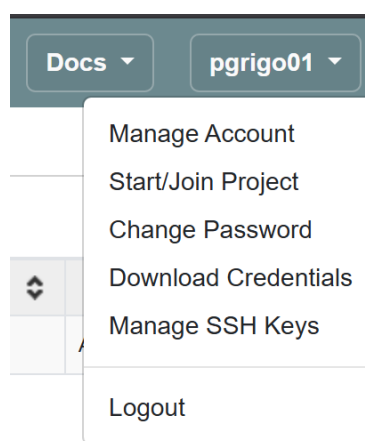 Docs
pgrigo01
Manage Account
Start/Join Project
Change Password
Download Credentials
Manage SSH Keys
Logout